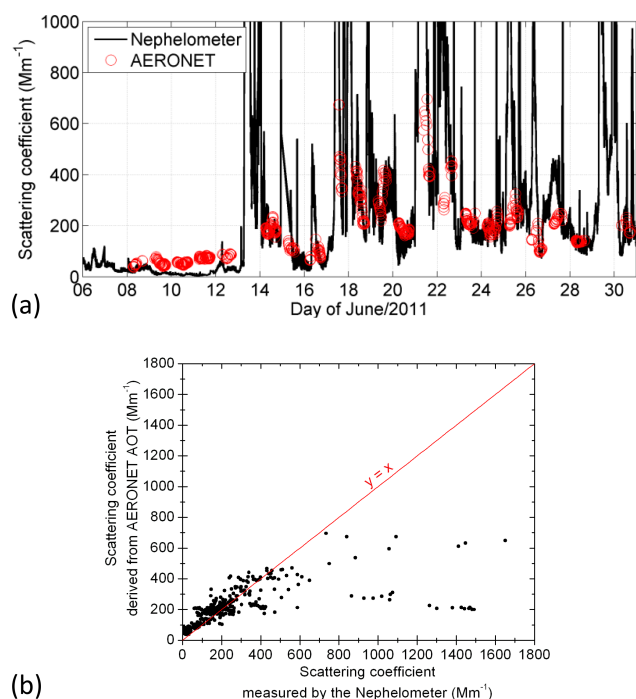 1000
Nephelometer
AERONET
800
600
400
200
0
Scattering coefficient (Mm⁻¹)
06 08 10 12 14 16 18 20 22 24 26 28 30
Day of June/2011
(a)
1800
1600
1400
1200
1000
800
600
400
200
0
Scattering coefficient
derived from AERONET AOT (Mm⁻¹)
y = x
0 200 400 600 800 1000 1200 1400 1600 1800
Scattering coefficient
measured by the Nephelometer (Mm⁻¹)
(b)